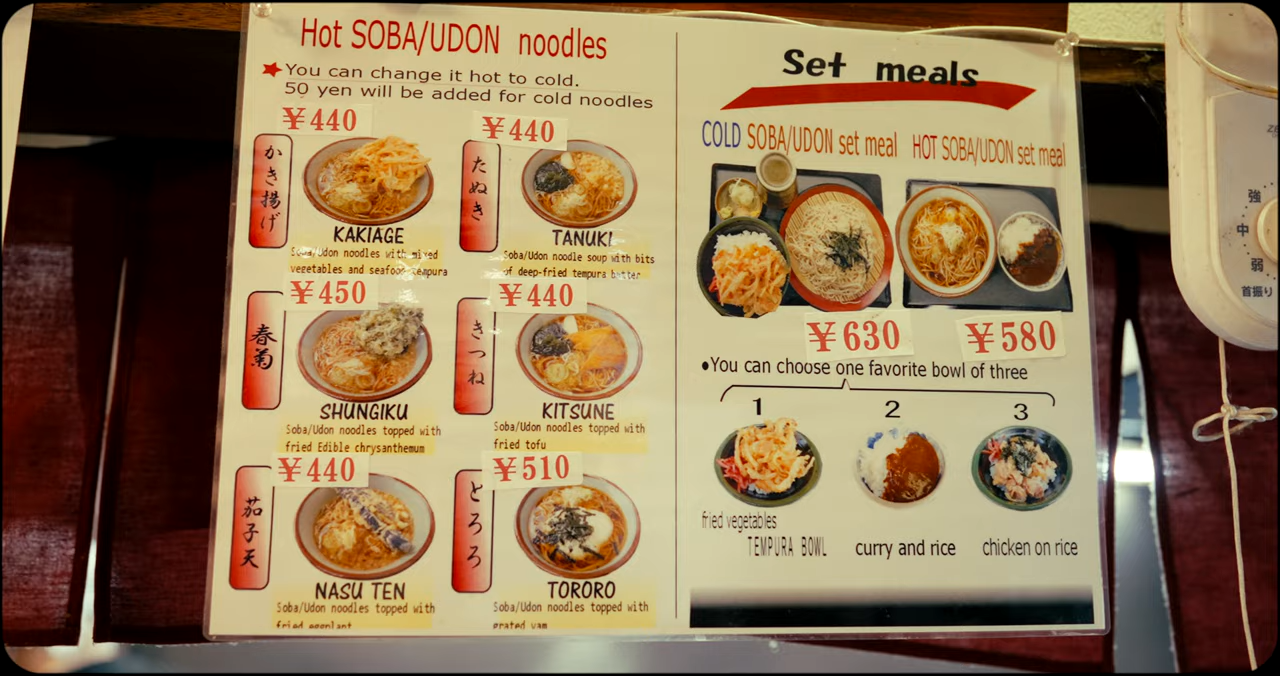 Hot SOBA/UDON noodles
★You can change it hot to cold.
50 yen will be added for cold noodles
¥440
かき揚げ
KAKIAGE
Soba/Udon noodles with mixed
vegetables and seafood tempura
¥440
たぬき
TANUKI
Soba/Udon noodle soup with bits
of deep-fried tempura batter
¥450
春菊
SHUNGIKU
Soba/Udon noodles topped with
fried Edible chrysanthemum
¥440
きつね
KITSUNE
Soba/Udon noodles topped with
fried tofu
¥440
茄子天
NASU TEN
Soba/Udon noodles topped with
fried eggplant
¥510
とろろ
TORORO
Soba/Udon noodles topped with
grated yam
Set meals
COLD SOBA/UDON set meal
HOT SOBA/UDON set meal
¥630
¥580
●You can choose one favorite bowl of three
1 2 3
fried vegetables
TEMPURA BOWL
curry and rice
chicken on rice
強
中
弱
首振り